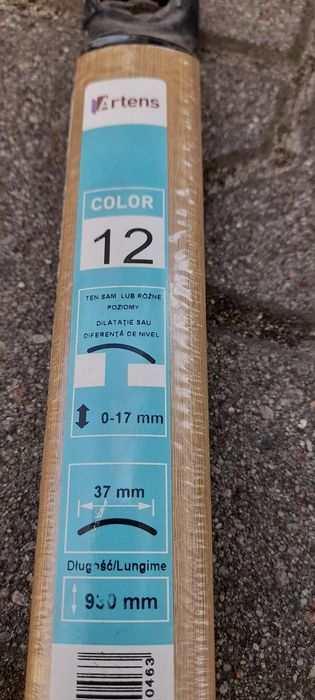 Artens
COLOR
12
TEN SAM LUB RÓŻNE
POZIOMY
DILATAȚIE SAU
DIFERENȚĂ DE NIVEL
0-17 mm
37 mm
Długość/Lungime
930 mm
0463